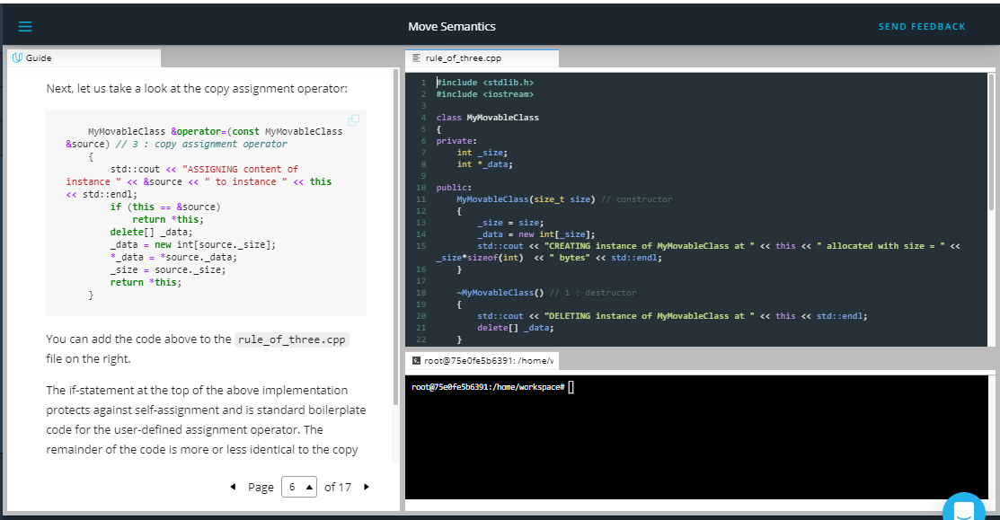 Move Semantics
SEND FEEDBACK
Guide
Next, let us take a look at the copy assignment operator:
MyMovableClass &operator=(const MyMovableClass
&source) // 3 : copy assignment operator
{
std::cout << "ASSIGNING content of
instance " << &source << " to instance " << this
<< std::endl;
if (this == &source)
return *this;
delete[] _data;
_data = new int[source._size];
*_data = *source._data;
_size = source._size;
return *this;
}
You can add the code above to the rule_of_three.cpp
file on the right.
The if-statement at the top of the above implementation
protects against self-assignment and is standard boilerplate
code for the user-defined assignment operator. The
remainder of the code is more or less identical to the copy
Page 6 of 17
rule_of_three.cpp
1 #include <stdlib.h>
2 #include <iostream>
3
4 class MyMovableClass
5 {
6 private:
7 int _size;
8 int *_data;
9
10 public:
11 MyMovableClass(size_t size) // constructor
12 {
13 _size = size;
14 _data = new int[_size];
15 std::cout << "CREATING instance of MyMovableClass at " << this << " allocated with size = " <<
_size*sizeof(int)  << " bytes" << std::endl;
16 }
17
18 ~MyMovableClass() // 1 : destructor
19 {
20 std::cout << "DELETING instance of MyMovableClass at " << this << std::endl;
21 delete[] _data;
22 }
root@75e0fe5b6391: /home/w
root@75e0fe5b6391:/home/workspace#